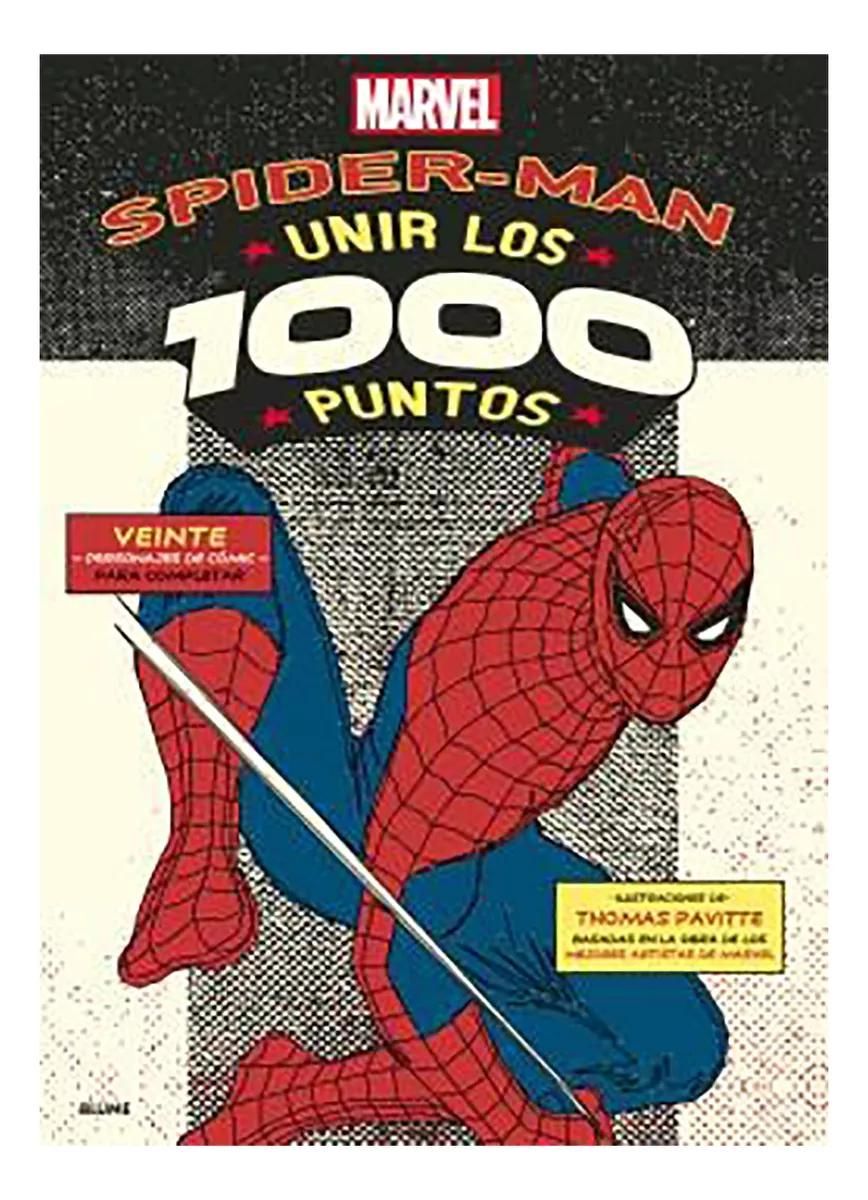 MARVEL
SPIDER-MAN
UNIR LOS
1000
PUNTOS
VEINTE
PERSONAJES DE CÓMIC
PARA COMPLETAR
ILUSTRACIONES DE
THOMAS PAVITTE
BASADAS EN LA OBRA DE LOS
MEJORES ARTISTAS DE MARVEL
BLUME